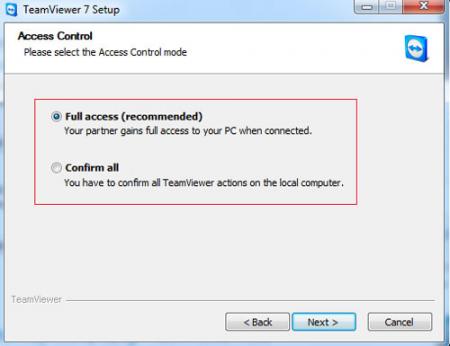 TeamViewer 7 Setup
Access Control
Please select the Access Control mode
Full access (recommended)
Your partner gains full access to your PC when connected.
Confirm all
You have to confirm all TeamViewer actions on the local computer.
TeamViewer
< Back
Next >
Cancel